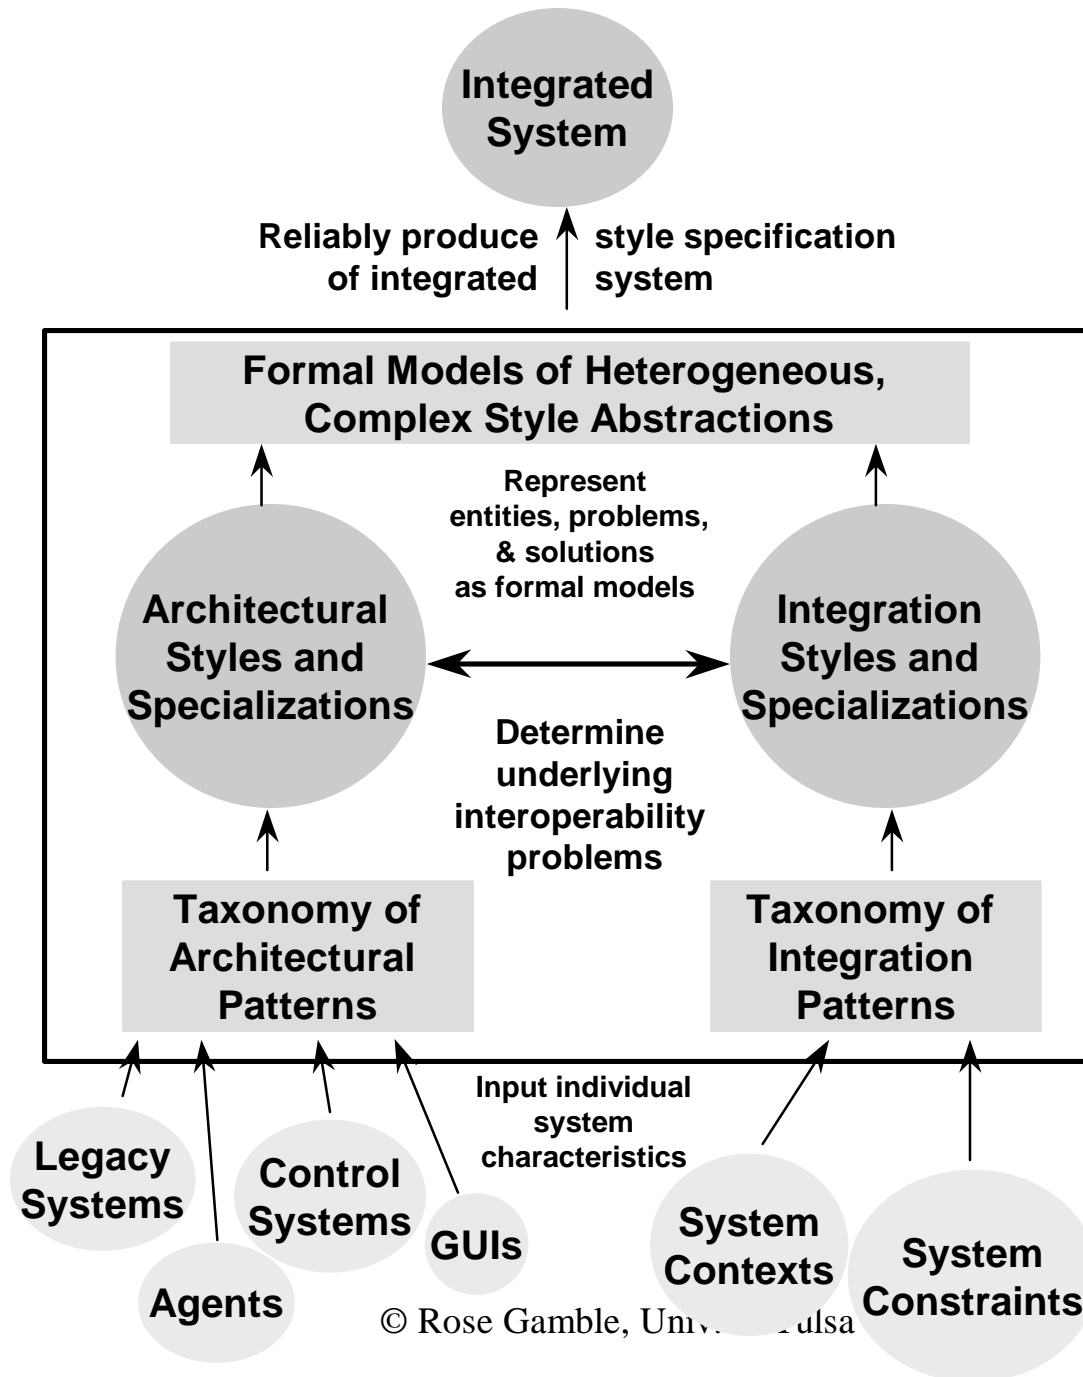 Integrated
System
Reliably produce style specification
of integrated system
Formal Models of Heterogeneous,
Complex Style Abstractions
Represent
entities, problems,
& solutions
as formal models
Architectural
Styles and
Specializations
Integration
Styles and
Specializations
Determine
underlying
interoperability
problems
Taxonomy of
Architectural
Patterns
Taxonomy of
Integration
Patterns
Input individual
system
characteristics
Legacy
Systems
Control
Systems
GUIs
Agents
System
Contexts
System
Constraints
© Rose Gamble,